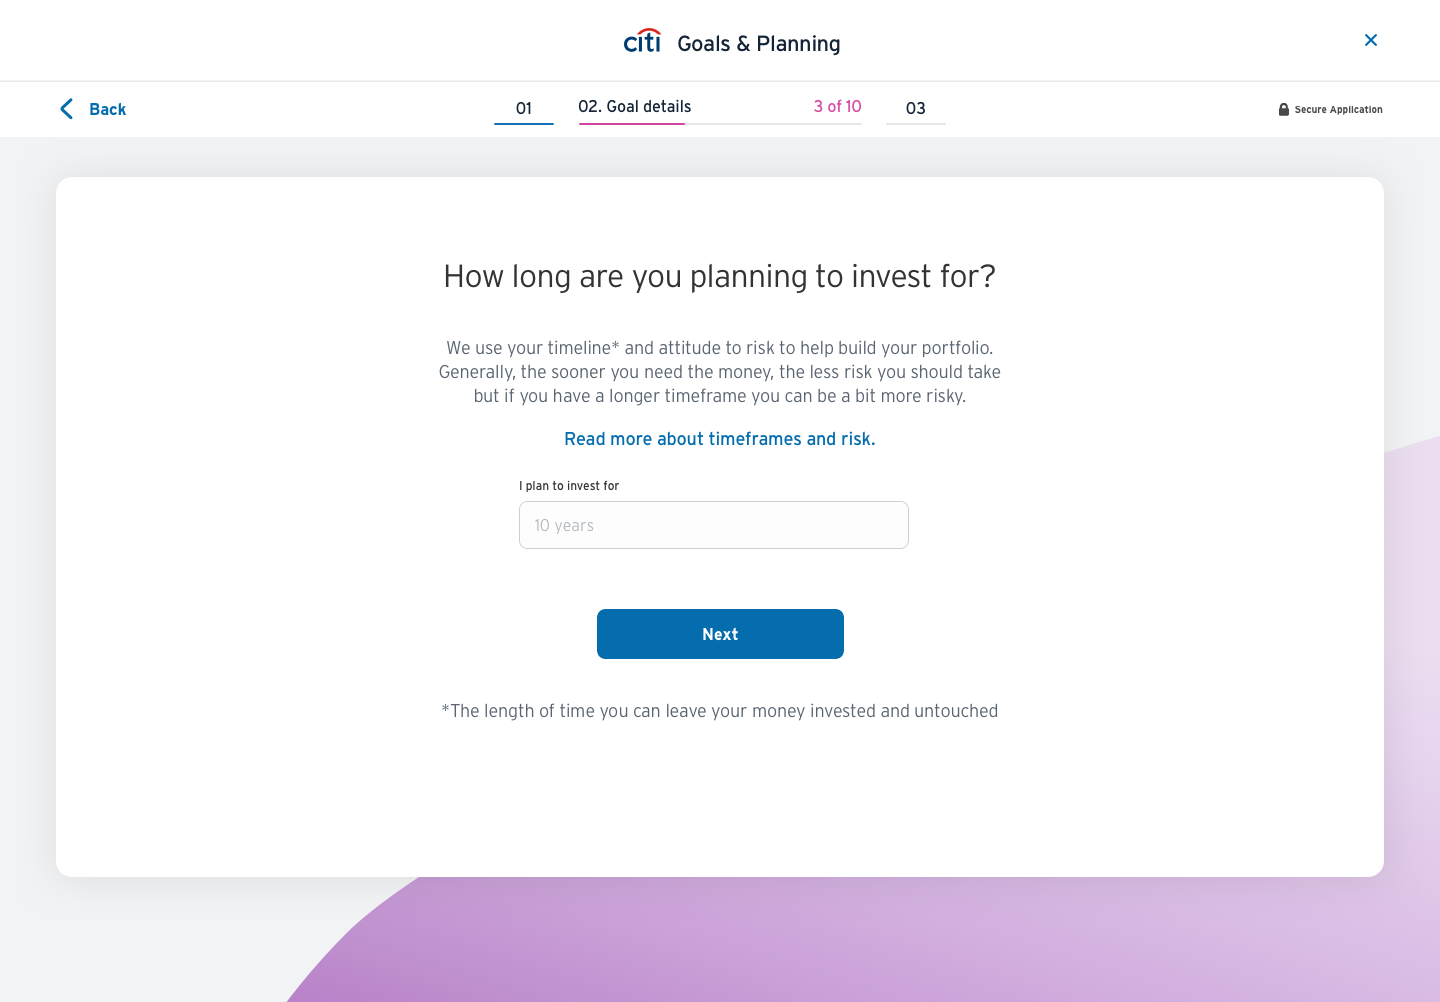 citi Goals & Planning
Back
01
02. Goal details
3 of 10
03
Secure Application
How long are you planning to invest for?
We use your timeline* and attitude to risk to help build your portfolio.
Generally, the sooner you need the money, the less risk you should take
but if you have a longer timeframe you can be a bit more risky.
Read more about timeframes and risk.
I plan to invest for
10 years
Next
*The length of time you can leave your money invested and untouched